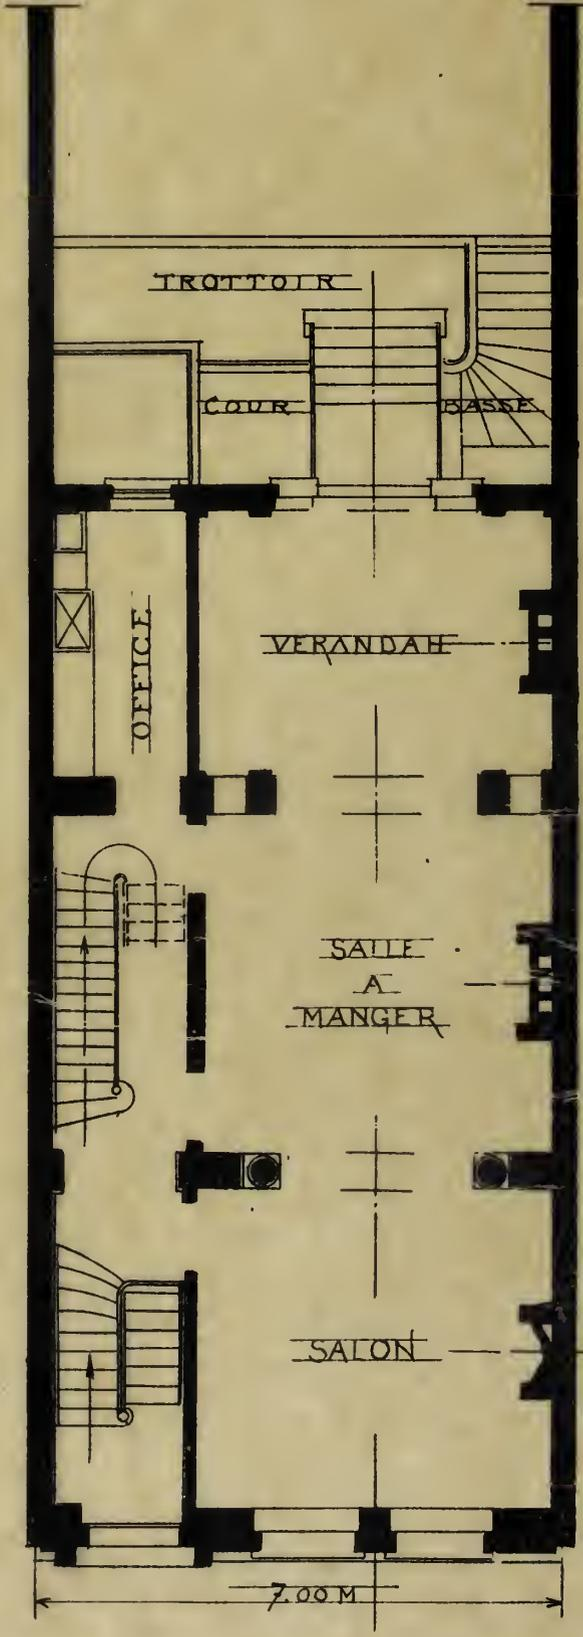 TROTTOIR
COUR BASSE
OFFICE
VERANDAH
SALLE
A
MANGER
SALON
7.00 M